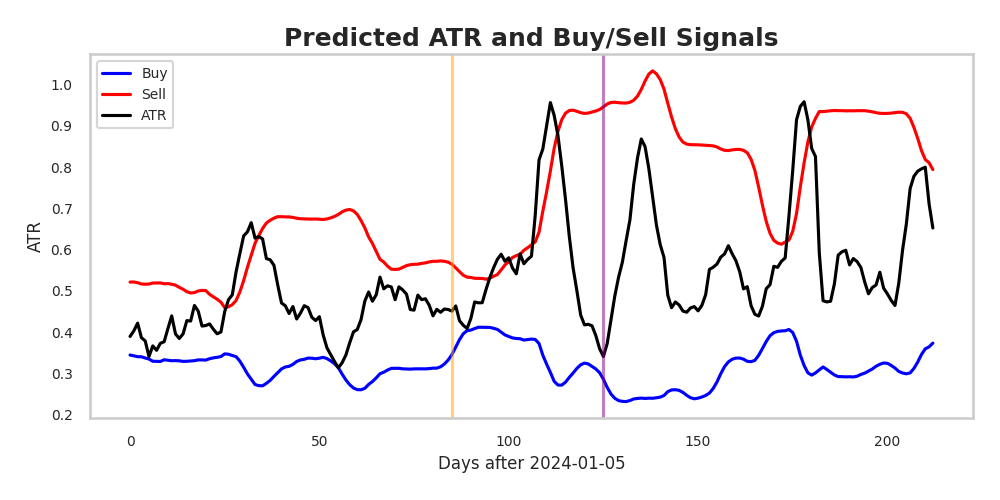 Predicted ATR and Buy/Sell Signals
Buy
Sell
ATR
1.0
0.9
0.8
0.7
0.6
0.5
0.4
0.3
0.2
ATR
0 50 100 150 200
Days after 2024-01-05